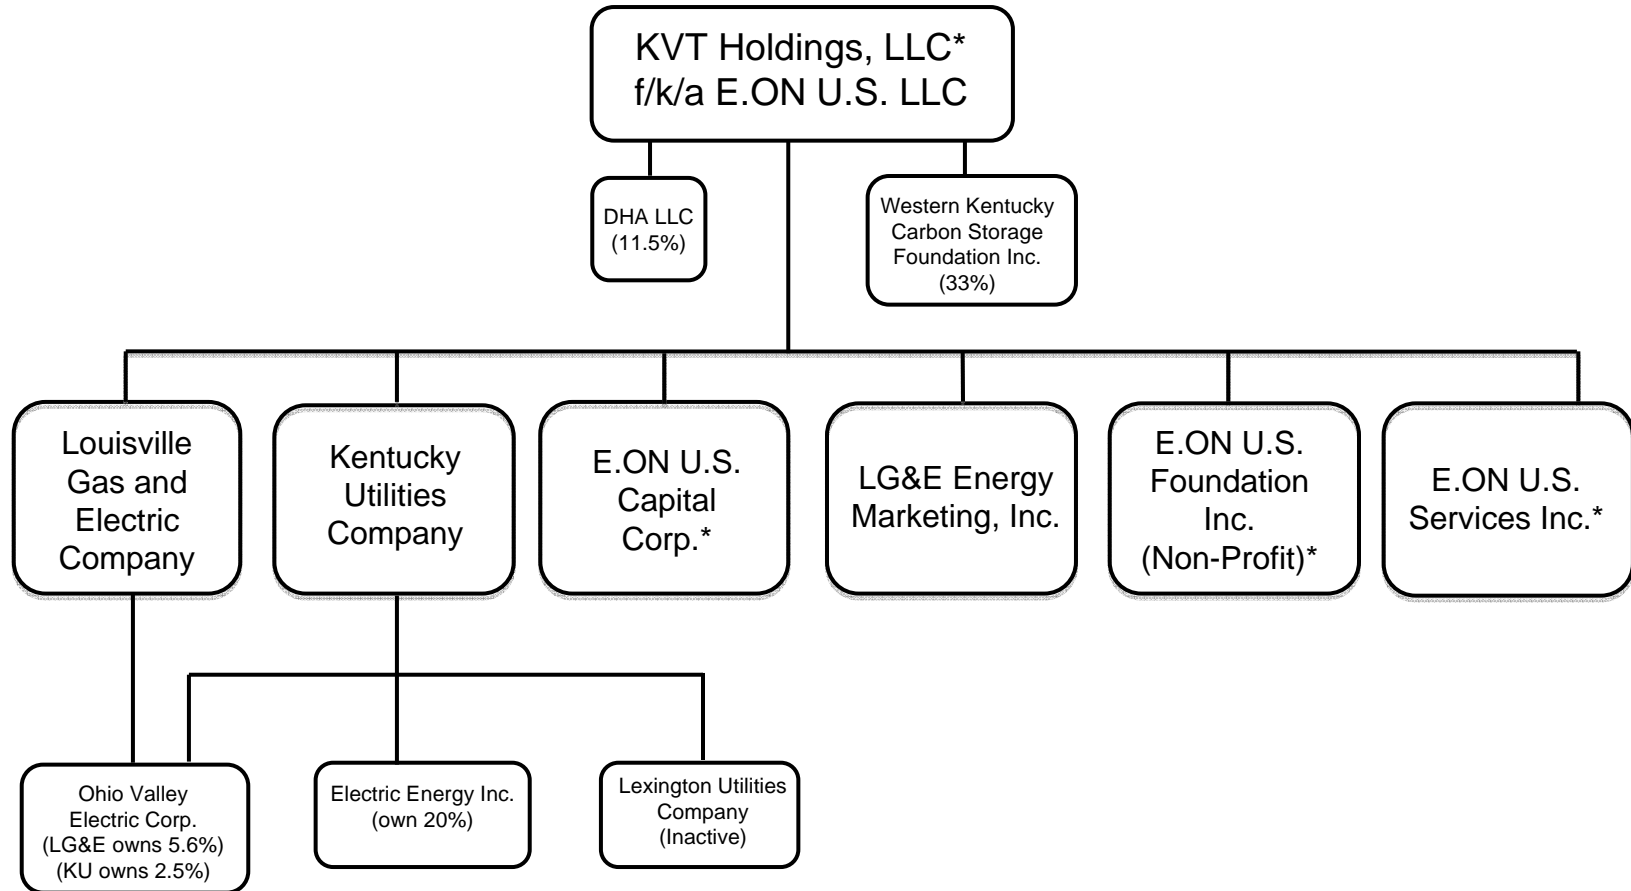 KVT Holdings, LLC*
f/k/a E.ON U.S. LLC
DHA LLC
(11.5%)
Western Kentucky
Carbon Storage
Foundation Inc.
(33%)
Louisville
Gas and
Electric
Company
Kentucky
Utilities
Company
E.ON U.S.
Capital
Corp.*
LG&E Energy
Marketing, Inc.
E.ON U.S.
Foundation
Inc.
(Non-Profit)*
E.ON U.S.
Services Inc.*
Ohio Valley
Electric Corp.
(LG&E owns 5.6%)
(KU owns 2.5%)
Electric Energy Inc.
(own 20%)
Lexington Utilities
Company
(Inactive)